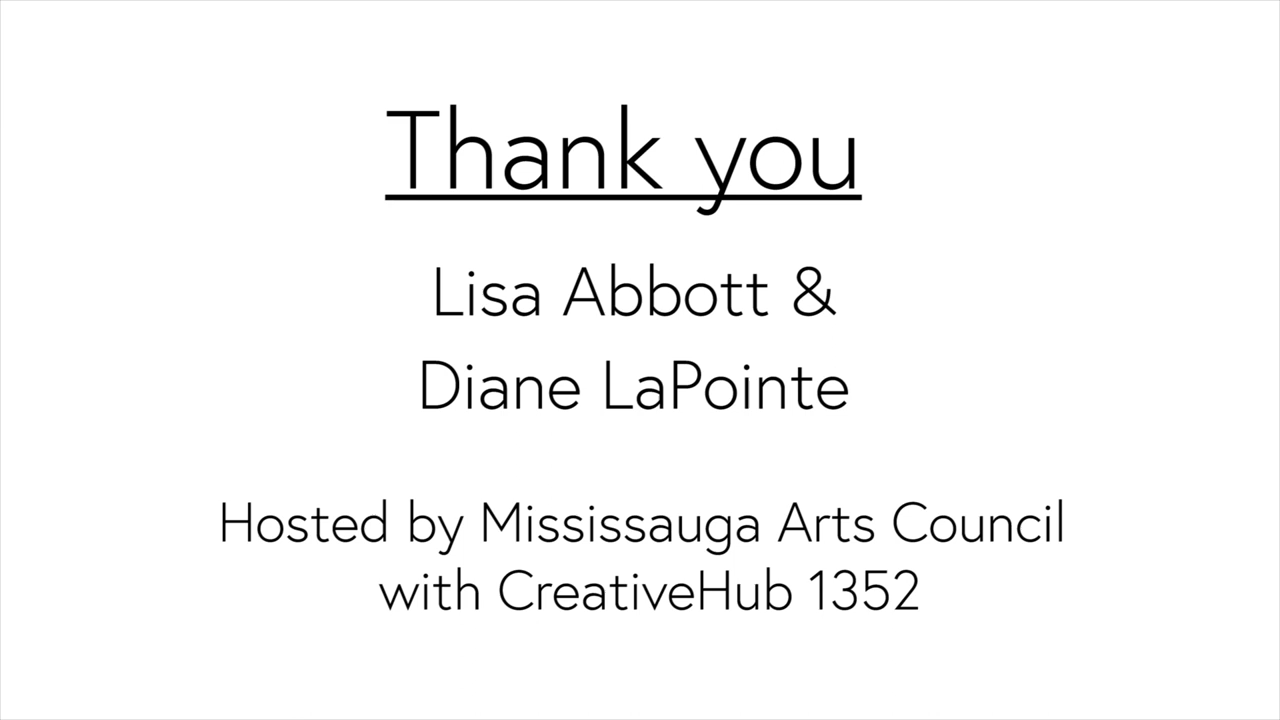 Thank you
Lisa Abbott &
Diane LaPointe
Hosted by Mississauga Arts Council
with CreativeHub 1352